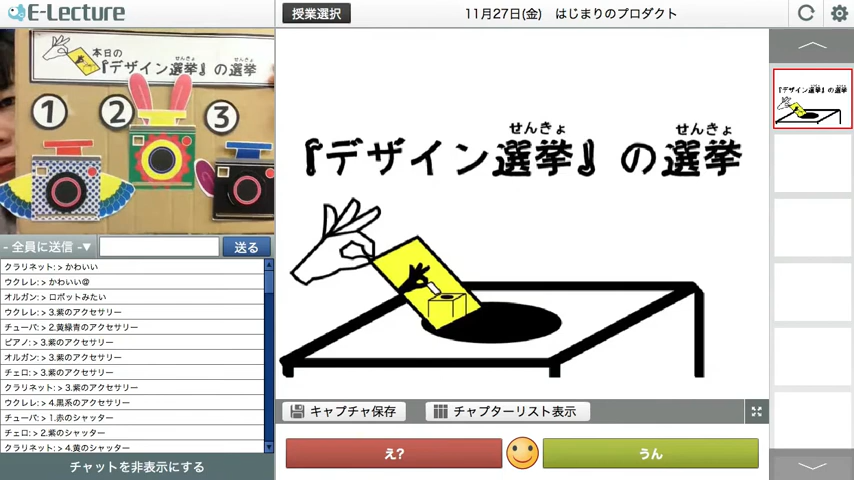 E-Lecture
授業選択
11月27日(金) はじまりのプロダクト
本日の
せんきょ
『デザイン選挙』の選挙
① ② ③
- 全員に送信 -▼
送る
クラリネット:> かわいい
ウクレレ:> かわいい@
オルガン:> ロボットみたい
ウクレレ:> 3.紫のアクセサリー
チューバ:> 2.黄緑青のアクセサリー
ピアノ:> 3.紫のアクセサリー
オルガン:> 3.紫のアクセサリー
チェロ:> 3.紫のアクセサリー
クラリネット:> 3.紫のアクセサリー
ウクレレ:> 4.黒系のアクセサリー
チューバ:> 1.赤のシャッター
チェロ:> 2.紫のシャッター
クラリネット:> 4.黄のシャッター
チャットを非表示にする
せんきょ せんきょ
『デザイン選挙』の選挙
キャプチャ保存
チャプターリスト表示
え?
うん
『デザイン選挙』の選挙